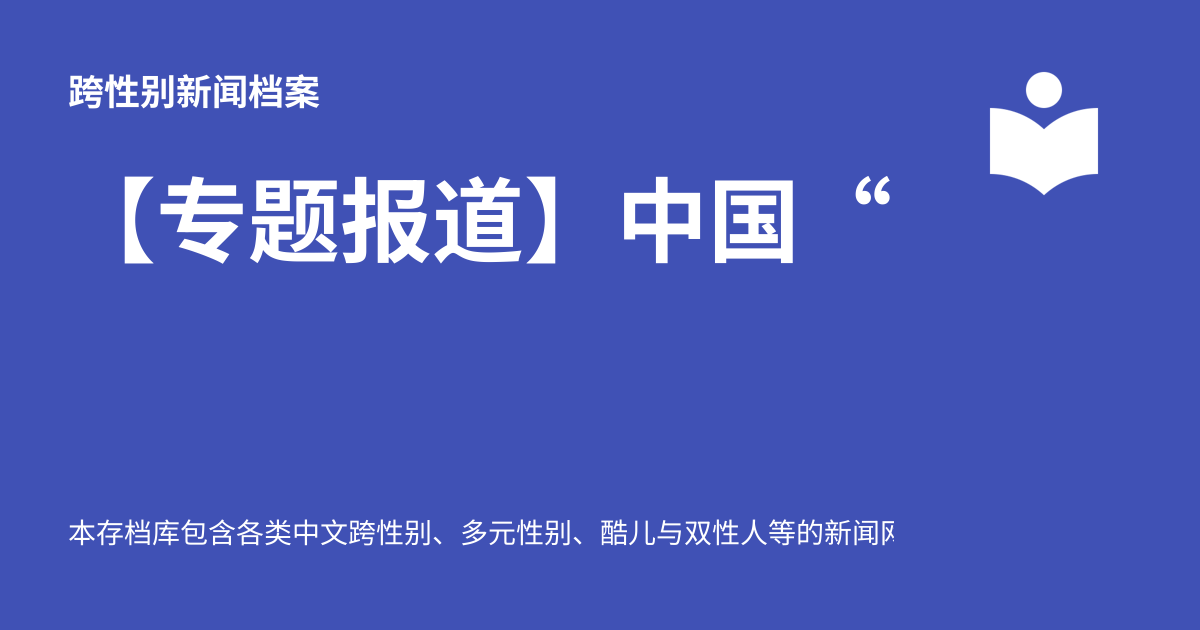 跨性别新闻档案
【专题报道】中国“
本存档库包含各类中文跨性别、多元性别、酷儿与双性人等的新闻